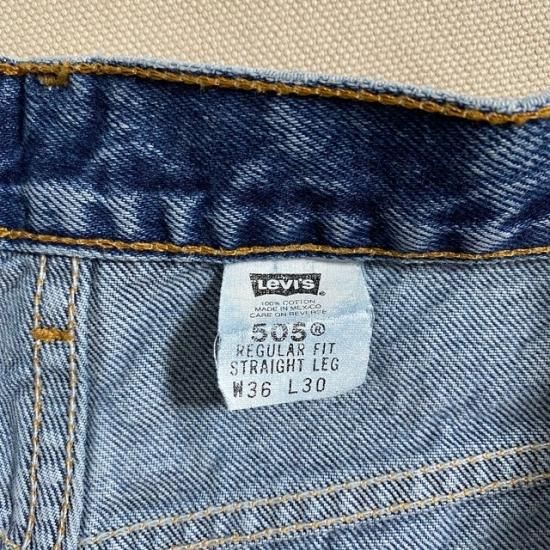 LEVI'S
100% COTTON
MADE IN MEXICO
CARE ON REVERSE
505®
REGULAR FIT
STRAIGHT LEG
W36 L30